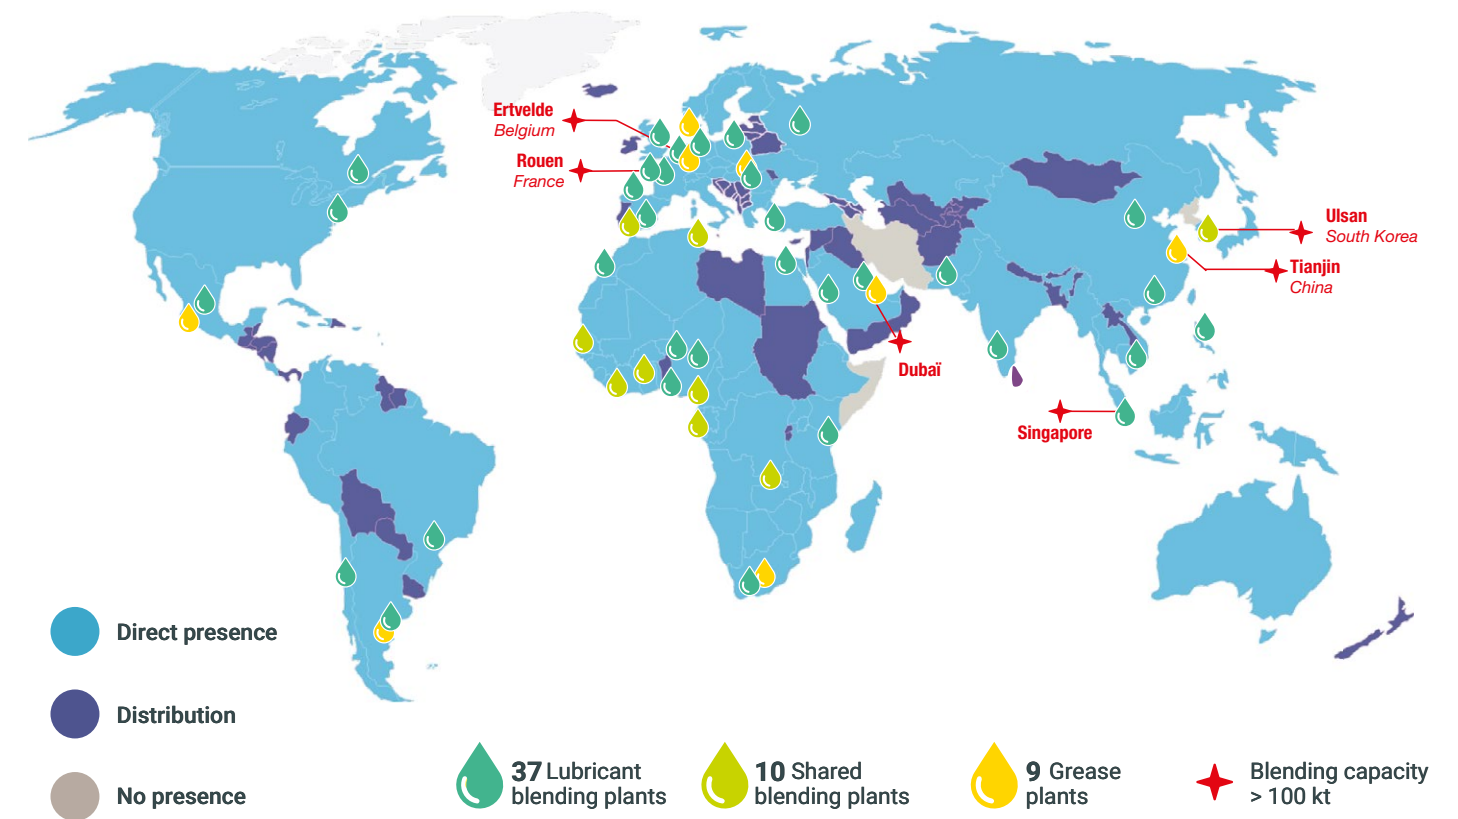 Ertvelde
Belgium
Rouen
France
Ulsan
South Korea
Tianjin
China
Dubaï
Singapore
Direct presence
Distribution
No presence
37 Lubricant
blending plants
10 Shared
blending plants
9 Grease
plants
Blending capacity
> 100 kt